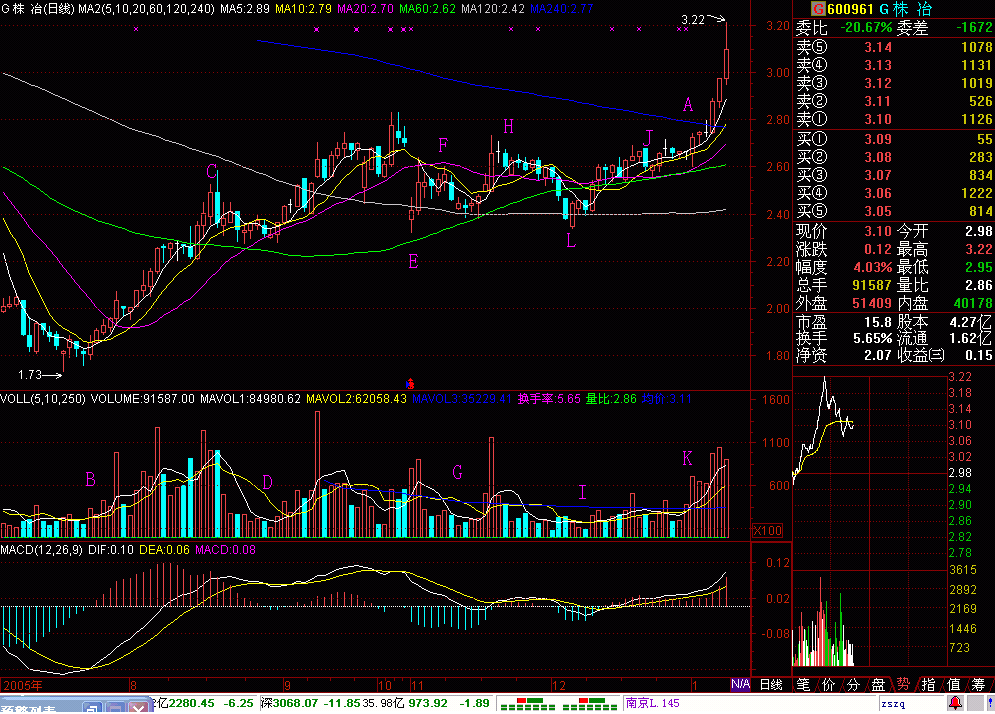 G 株 冶(日线) MA2(5,10,20,60,120,240) MA5:2.89 MA10:2.79 MA20:2.70 MA60:2.62 MA120:2.42 MA240:2.77
G 600961 G 株 冶
委比 -20.67% 委差 -1672
卖⑤ 3.14 1078
卖④ 3.13 1131
卖③ 3.12 1019
卖② 3.11 526
卖① 3.10 1126
买① 3.09 55
买② 3.08 283
买③ 3.07 834
买④ 3.06 1222
买⑤ 3.05 814
现价 3.10 今开 2.98
涨跌 0.12 最高 3.22
幅度 4.03% 最低 2.95
总手 91587 量比 2.86
外盘 51409 内盘 40178
市盈 15.8 股本 4.27亿
换手 5.65% 流通 1.62亿
净资 2.07 收益㈢ 0.15
3.22
3.20
3.00
2.80
2.60
2.40
2.20
2.00
1.80
A
J
H
F
C
E
L
1.73
VOLL(5,10,250) VOLUME:91587.00 MAVOL1:84980.62 MAVOL2:62058.43 MAVOL3:35229.41 换手率:5.65 量比:2.86 均价:3.11
1600
1100
600
X100
B
D
G
I
K
MACD(12,26,9) DIF:0.10 DEA:0.06 MACD:0.08
0.12
0.02
-0.08
3.22
3.18
3.14
3.10
3.06
3.02
2.98
2.94
2.90
2.86
2.82
2.78
3615
2892
2169
1446
723
2005年 8 9 10 11 12 1 N/A 日线 笔 价 分 盘 势 指 值 筹
亿2280.45 -6.25 深3068.07 -11.85 35.98亿 973.92 -1.89 南京L 145 zszq